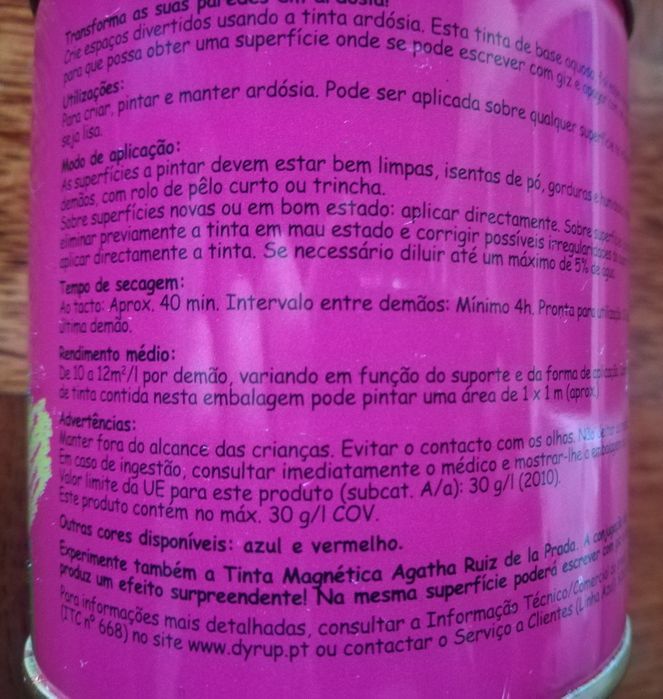 Transforma as suas paredes em ardósia!
Crie espaços divertidos usando a tinta ardósia. Esta tinta de base aquosa
para que possa obter uma superfície onde se pode escrever com giz e apagar
Utilizações:
Para criar, pintar e manter ardósia. Pode ser aplicada sobre qualquer superfície
seja lisa.
Modo de aplicação:
As superfícies a pintar devem estar bem limpas, isentas de pó, gorduras e
demãos, com rolo de pêlo curto ou trincha.
Sobre superfícies novas ou em bom estado: aplicar directamente. Sobre
eliminar previamente a tinta em mau estado e corrigir possíveis irregularidades
aplicar directamente a tinta. Se necessário diluir até um máximo de 5% de água.
Tempo de secagem:
Ao tacto: Aprox. 40 min. Intervalo entre demãos: Mínimo 4h. Pronta para
última demão.
Rendimento médio:
De 10 a 12m²/l por demão, variando em função do suporte e da forma de aplicação.
de tinta contida nesta embalagem pode pintar uma área de 1 x 1 m (aprox.)
Advertências:
Manter fora do alcance das crianças. Evitar o contacto com os olhos. Não
Em caso de ingestão, consultar imediatamente o médico e mostrar-lhe a embalagem
Valor limite da UE para este produto (subcat. A/a): 30 g/l (2010).
Este produto contém no máx. 30 g/l COV.
Outras cores disponíveis: azul e vermelho.
Experimente também a Tinta Magnética Agatha Ruiz de la Prada. A conjugação
produz um efeito surpreendente! Na mesma superfície poderá escrever com
Para informações mais detalhadas, consultar a Informação Técnico/Comercial
(ITC nº 668) no site www.dyrup.pt ou contactar o Serviço a Clientes (Linha Azul